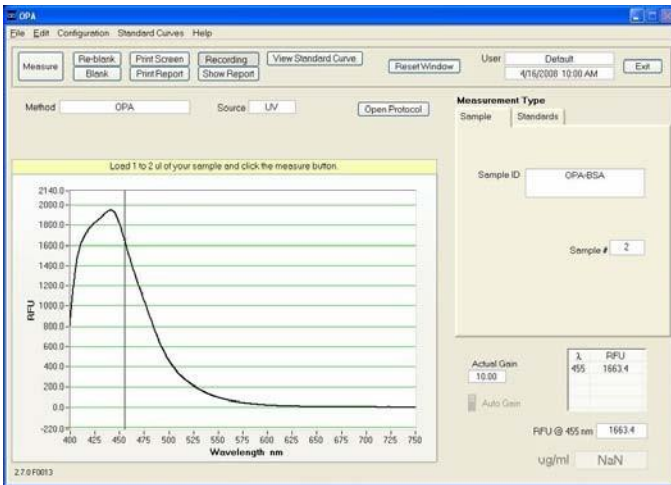 OPA
File Edit Configuration Standard Curves Help
Measure Re-blank Print Screen Recording View Standard Curve Reset Window User Default Exit
Blank Print Report Show Report 4/16/2008 10:00 AM
Method OPA Source UV Open Protocol
Measurement Type
Sample Standards
Load 1 to 2 ul of your sample and click the measure button.
Sample ID OPA-BSA
Sample # 2
2140.0
2000.0
1800.0
1600.0
1400.0
1200.0
1000.0
800.0
600.0
400.0
200.0
0.0
-220.0
RFU
400 425 450 475 500 525 550 575 600 625 650 675 700 725 750
Wavelength nm
Actual Gain
10.00
Auto Gain
λ RFU
455 1663.4
RFU @ 455 nm 1663.4
ug/ml NaN
2.7.0 F0013